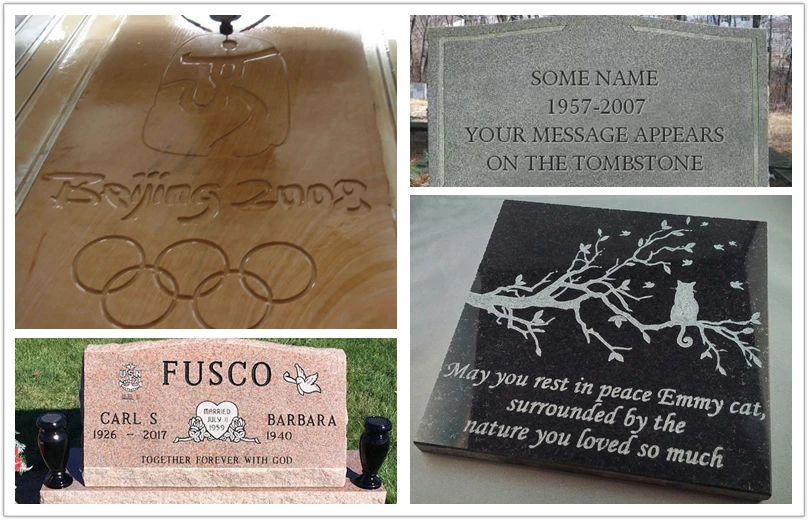 Beijing 2008
SOME NAME
1957-2007
YOUR MESSAGE APPEARS
ON THE TOMBSTONE
FUSCO
USN
CARL S
1926 - 2017
MARRIED
JULY 11
1959
BARBARA
1940
TOGETHER FOREVER WITH GOD
May you rest in peace Emmy cat,
surrounded by the
nature you loved so much